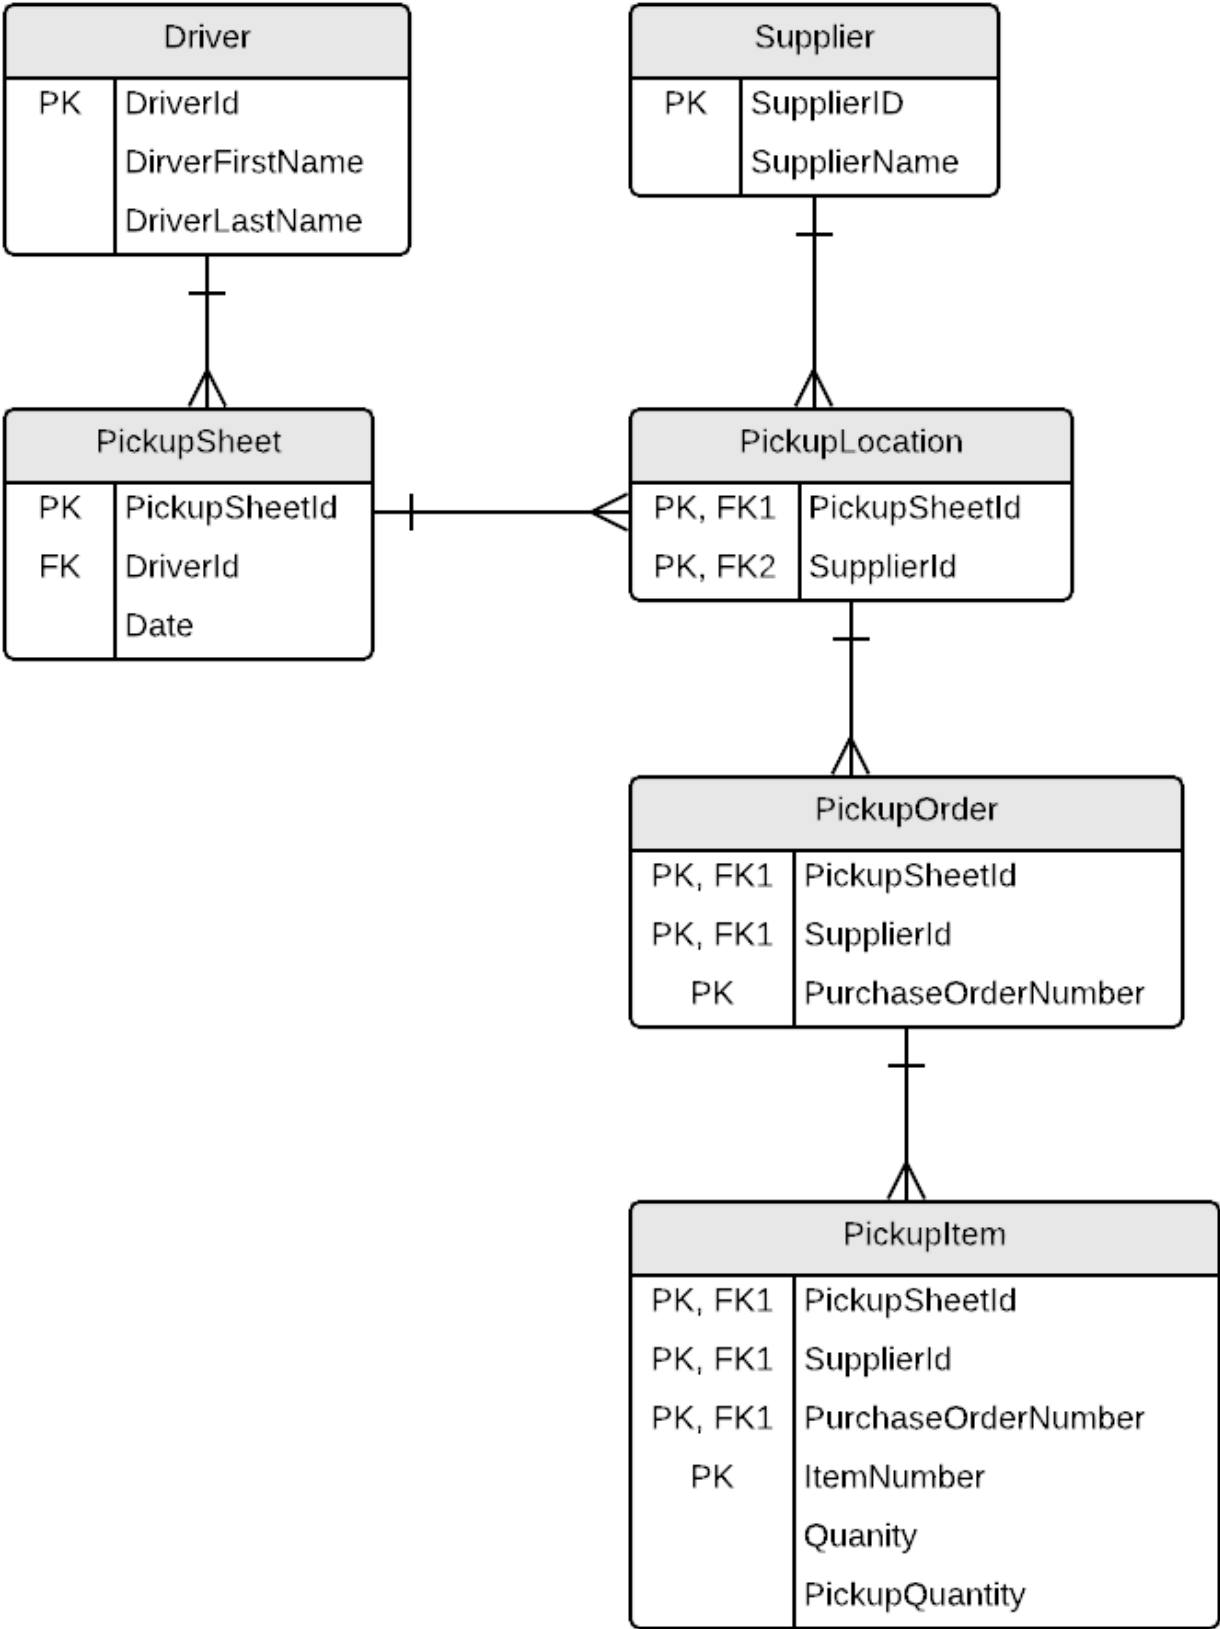 Driver
PK DriverId
DirverFirstName
DriverLastName
Supplier
PK SupplierID
SupplierName
PickupSheet
PK PickupSheetId
FK DriverId
Date
PickupLocation
PK, FK1 PickupSheetId
PK, FK2 SupplierId
PickupOrder
PK, FK1 PickupSheetId
PK, FK1 SupplierId
PK PurchaseOrderNumber
PickupItem
PK, FK1 PickupSheetId
PK, FK1 SupplierId
PK, FK1 PurchaseOrderNumber
PK ItemNumber
Quanity
PickupQuantity